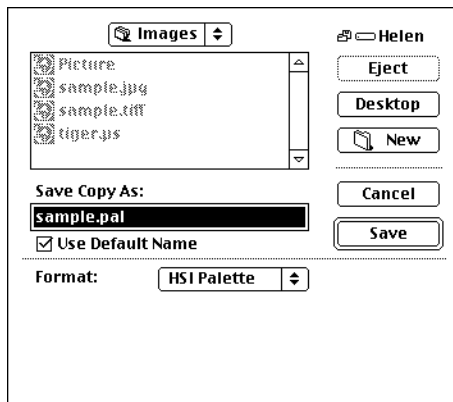 Images
Helen
Picture
sample.jpg
sample.tiff
tiger.ps
Eject
Desktop
New
Save Copy As:
sample.pal
Use Default Name
Cancel
Save
Format:
HSI Palette